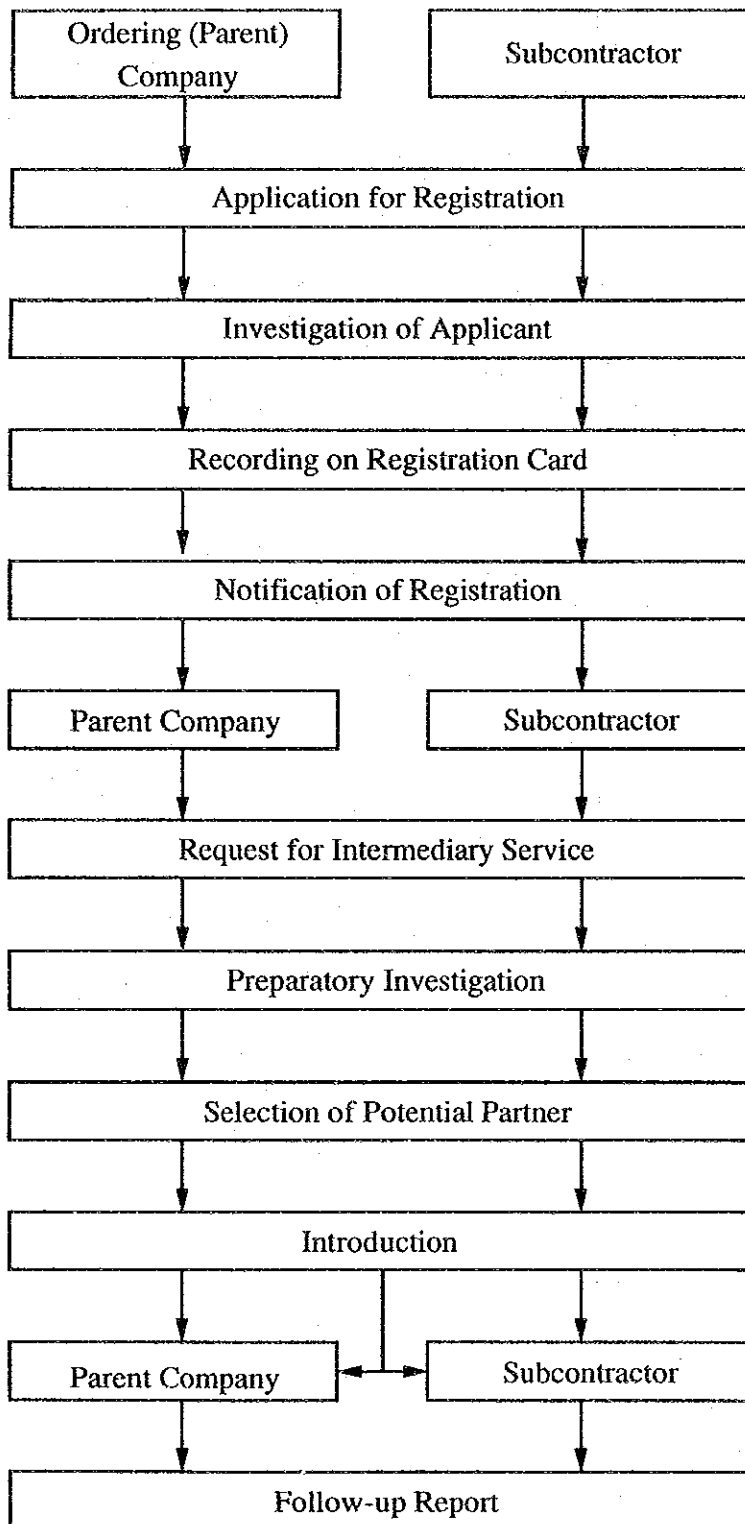 Ordering (Parent)
Company
Subcontractor
Application for Registration
Investigation of Applicant
Recording on Registration Card
Notification of Registration
Parent Company
Subcontractor
Request for Intermediary Service
Preparatory Investigation
Selection of Potential Partner
Introduction
Parent Company
Subcontractor
Follow-up Report